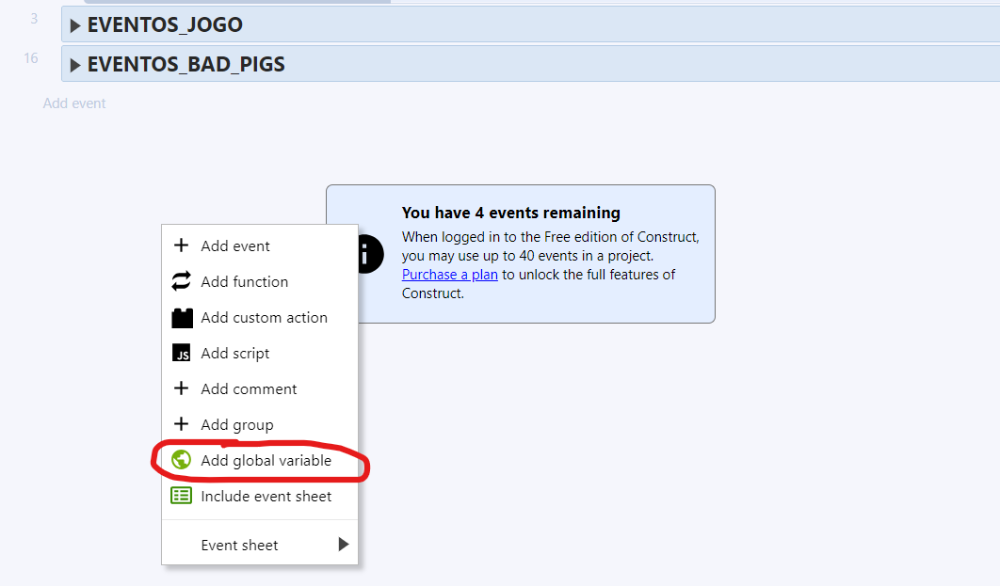 3
EVENTOS_JOGO
16
EVENTOS_BAD_PIGS
Add event
You have 4 events remaining
When logged in to the Free edition of Construct,
you may use up to 40 events in a project.
Purchase a plan to unlock the full features of
Construct.
Add event
Add function
Add custom action
JS Add script
Add comment
Add group
Add global variable
Include event sheet
Event sheet